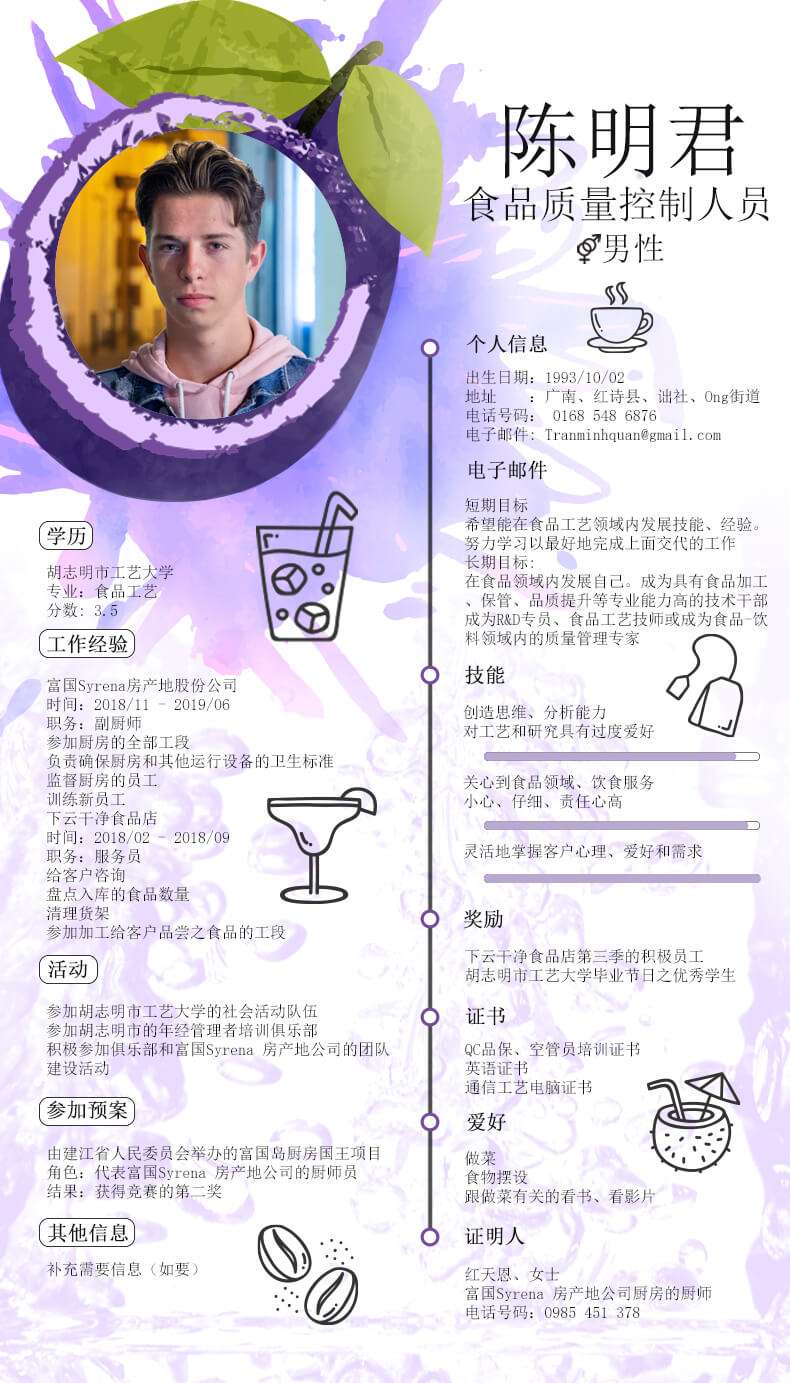 陈明君
食品质量控制人员
男性
个人信息
出生日期: 1993/10/02
地址　　: 广南、红诗县、诎社、Ong街道
电话号码: 0168 548 6876
电子邮件: Tranminhquan@gmail.com
电子邮件
短期目标
希望能在食品工艺领域内发展技能、经验。
努力学习以最好地完成上面交代的工作
长期目标:
在食品领域内发展自己。成为具有食品加工
、保管、品质提升等专业能力高的技术干部
成为R&D专员、食品工艺技师或成为食品-饮
料领域内的质量管理专家
技能
创造思维、分析能力
对工艺和研究具有过度爱好
关心到食品领域、饮食服务
小心、仔细、责任心高
灵活地掌握客户心理、爱好和需求
奖励
下云干净食品店第三季的积极员工
胡志明市工艺大学毕业节日之优秀学生
证书
QC品保、空管员培训证书
英语证书
通信工艺电脑证书
爱好
做菜
食物摆设
跟做菜有关的看书、看影片
证明人
红天恩、女士
富国Syrena 房产地公司厨房的厨师
电话号码: 0985 451 378
学历
胡志明市工艺大学
专业: 食品工艺
分数: 3.5
工作经验
富国Syrena房产地股份公司
时间: 2018/11 - 2019/06
职务: 副厨师
参加厨房的全部工段
负责确保厨房和其他运行设备的卫生标准
监督厨房的员工
训练新员工
下云干净食品店
时间: 2018/02 - 2018/09
职务: 服务员
给客户咨询
盘点入库的食品数量
清理货架
参加加工给客户品尝之食品的工段
活动
参加胡志明市工艺大学的社会活动队伍
参加胡志明市的年经管理者培训俱乐部
积极参加俱乐部和富国Syrena 房产地公司的团队
建设活动
参加预案
由建江省人民委员会举办的富国岛厨房国王项目
角色: 代表富国Syrena 房产地公司的厨师员
结果: 获得竞赛的第二奖
其他信息
补充需要信息（如要）